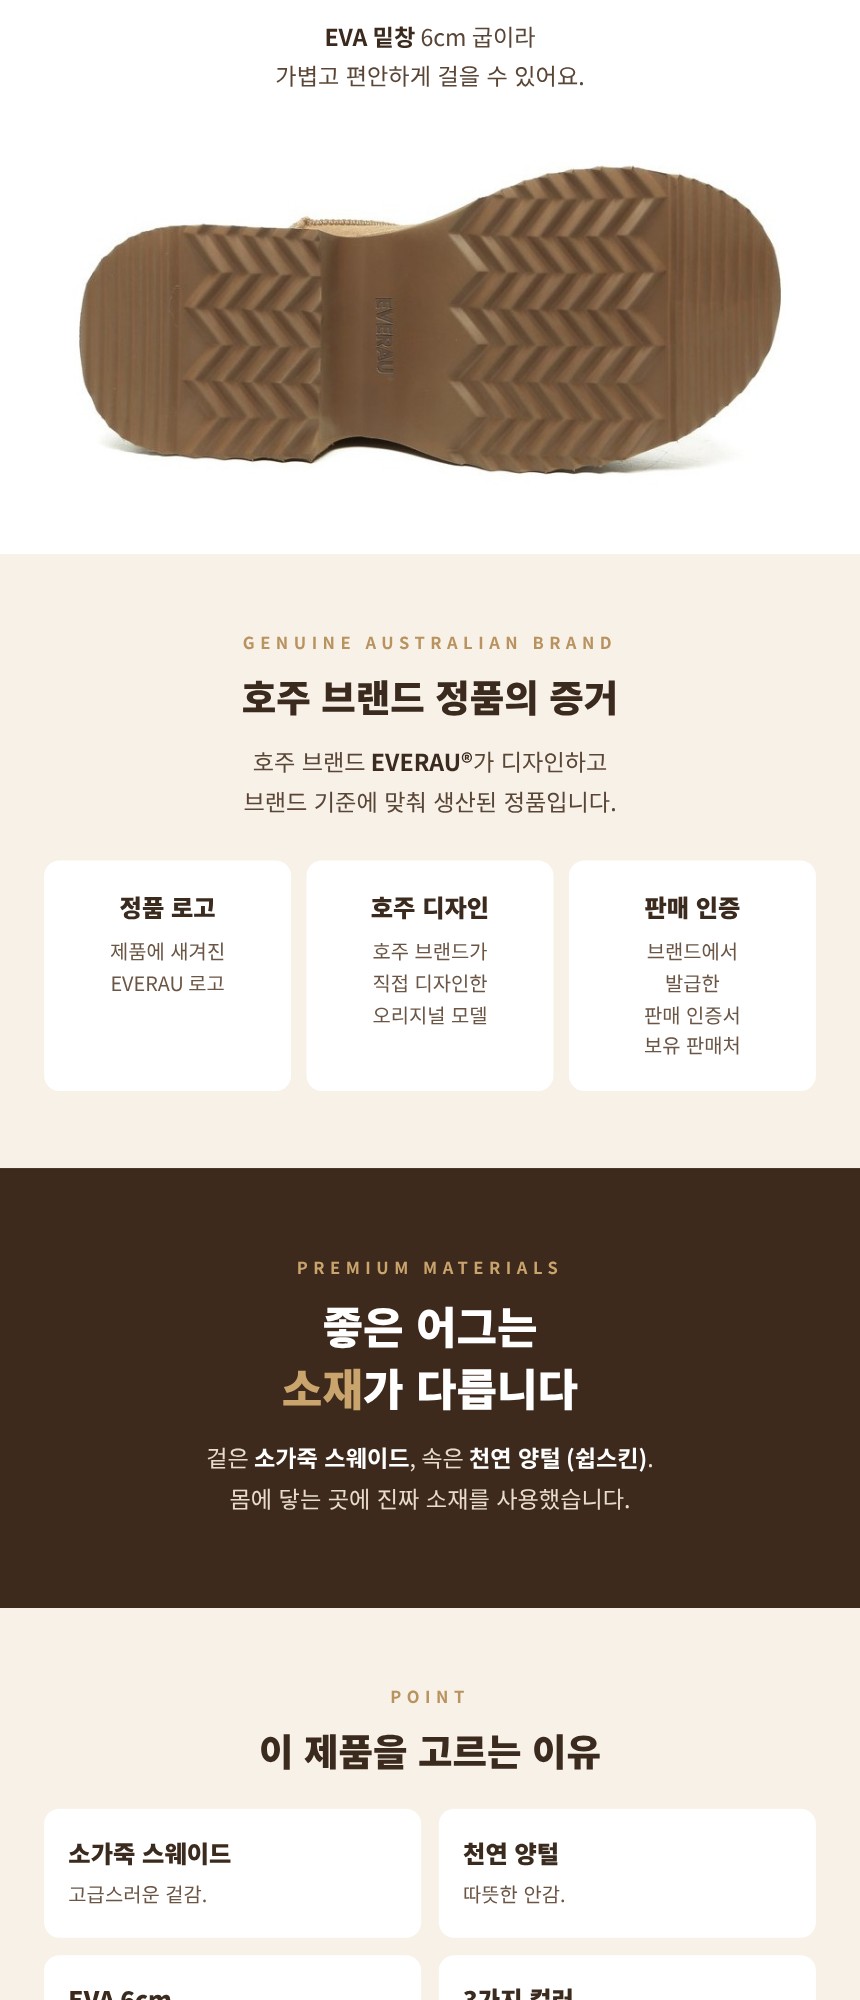 EVA 밑창 6cm 굽이라
가볍고 편안하게 걸을 수 있어요.
EVERAU
GENUINE AUSTRALIAN BRAND
호주 브랜드 정품의 증거
호주 브랜드 EVERAU®가 디자인하고
브랜드 기준에 맞춰 생산된 정품입니다.
정품 로고
제품에 새겨진
EVERAU 로고
호주 디자인
호주 브랜드가
직접 디자인한
오리지널 모델
판매 인증
브랜드에서
발급한
판매 인증서
보유 판매처
PREMIUM MATERIALS
좋은 어그는
소재가 다릅니다
겉은 소가죽 스웨이드, 속은 천연 양털 (쉽스킨).
몸에 닿는 곳에 진짜 소재를 사용했습니다.
POINT
이 제품을 고르는 이유
소가죽 스웨이드
고급스러운 겉감.
천연 양털
따뜻한 안감.
EVA 6cm
3가지 컬러